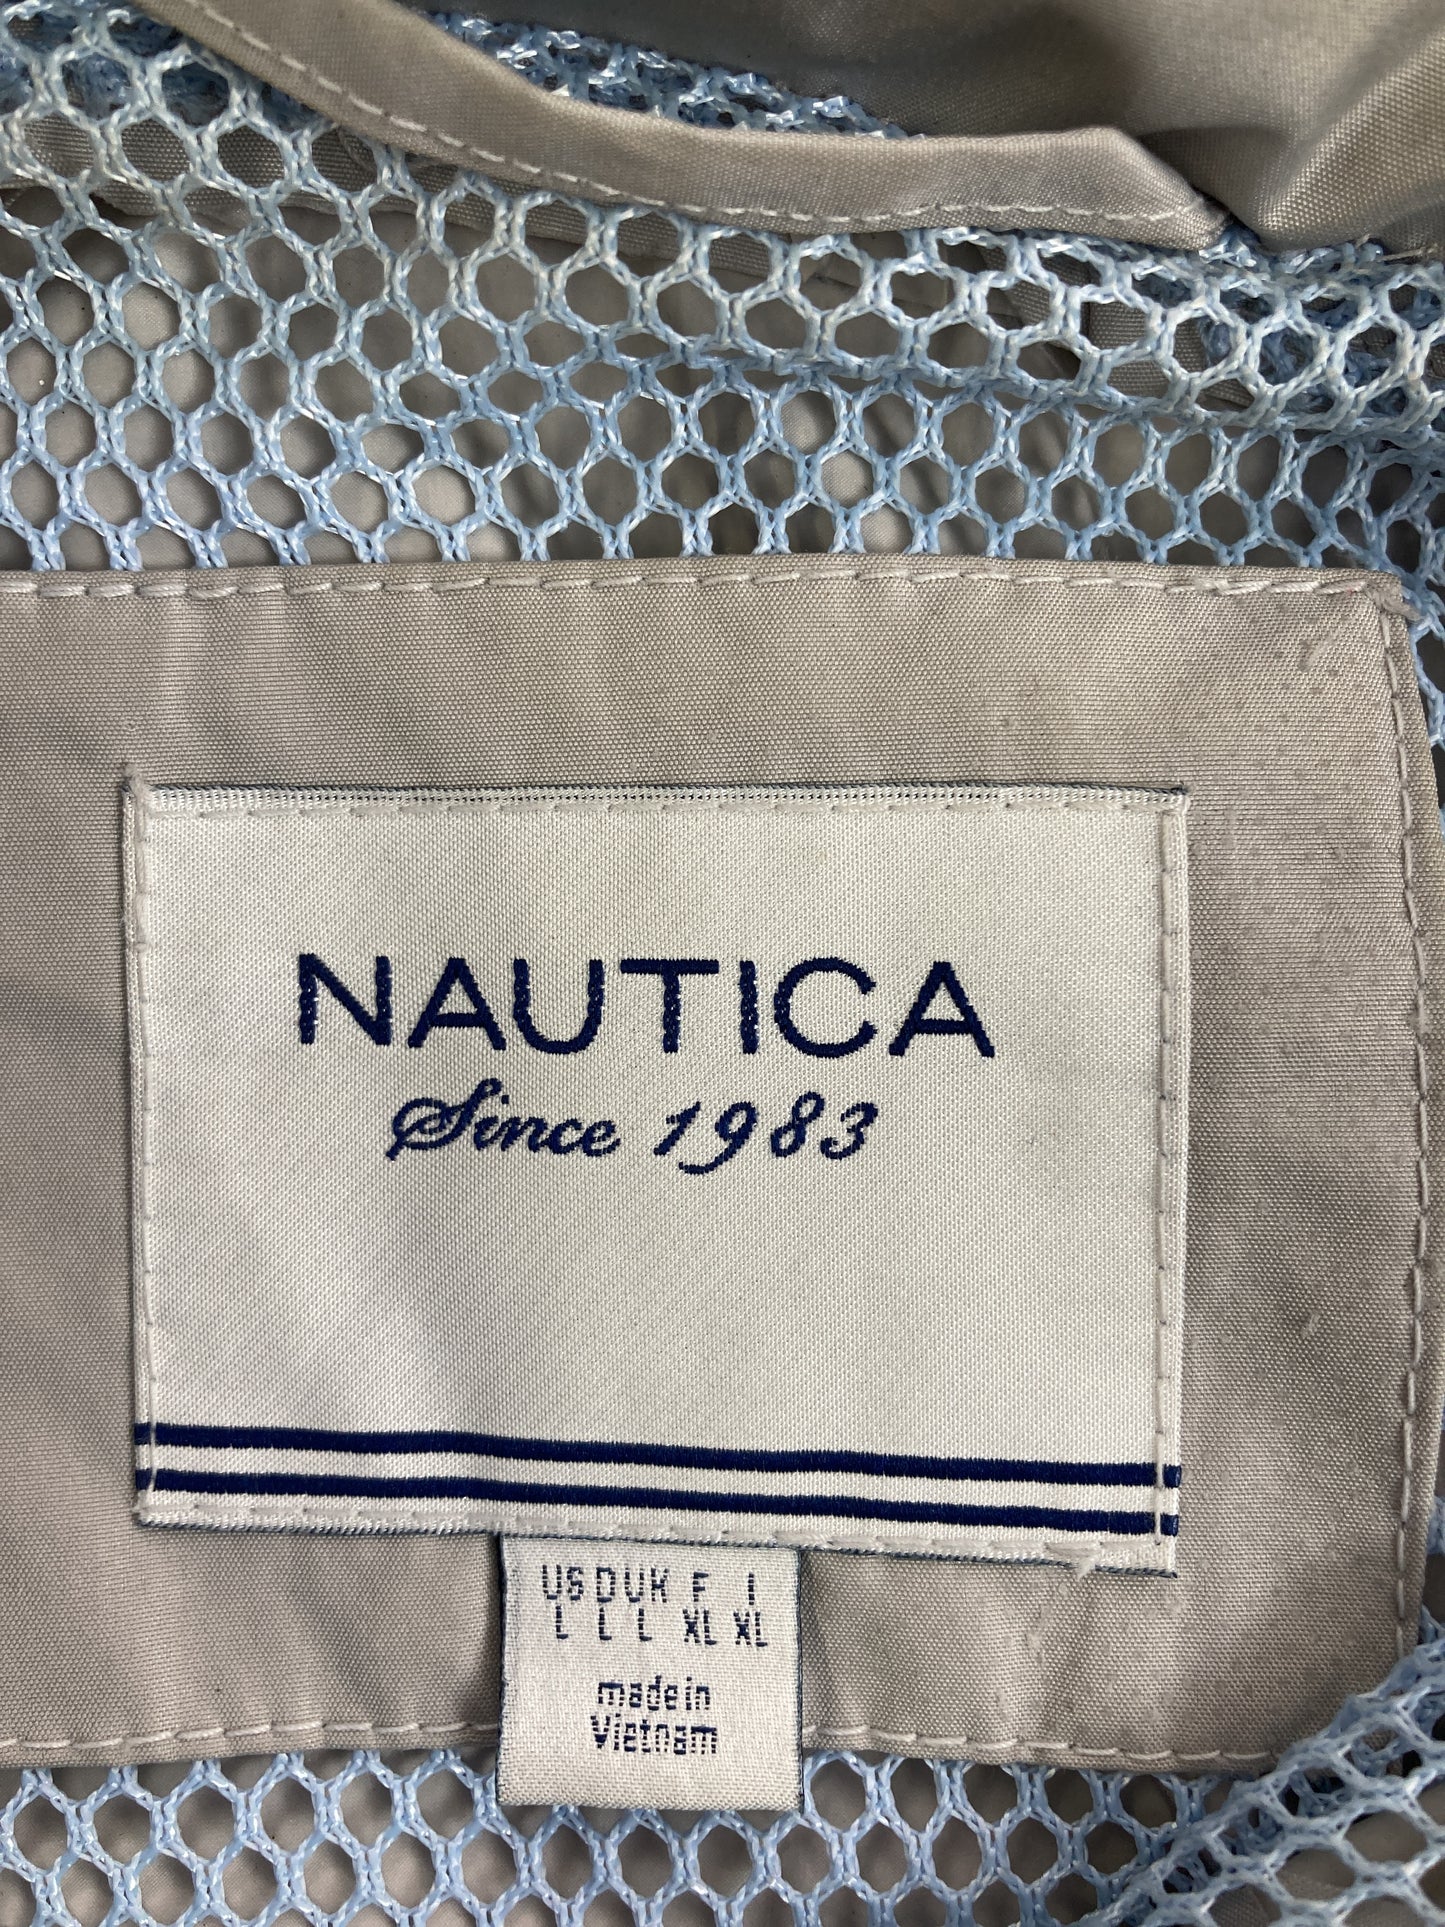 NAUTICA
Since 1983
US D UK F I
L L L XL XL
made in
Vietnam